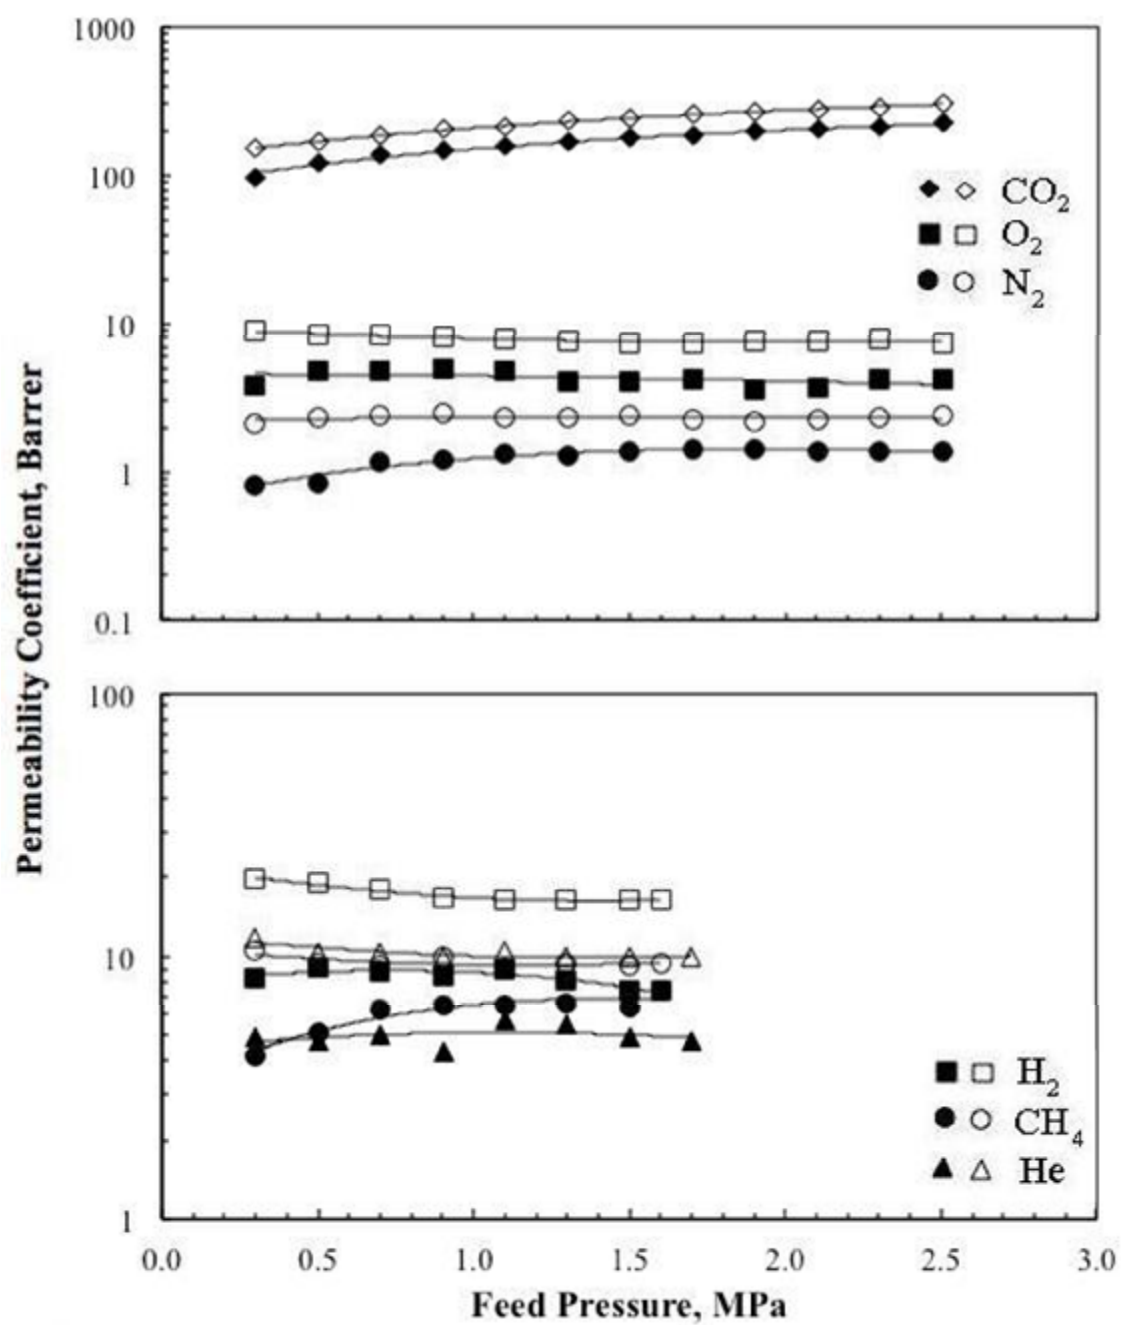 1000
100
10
1
0.1
CO2
O2
N2
Permeability Coefficient, Barrer
100
10
1
H2
CH4
He
0.0 0.5 1.0 1.5 2.0 2.5 3.0
Feed Pressure, MPa